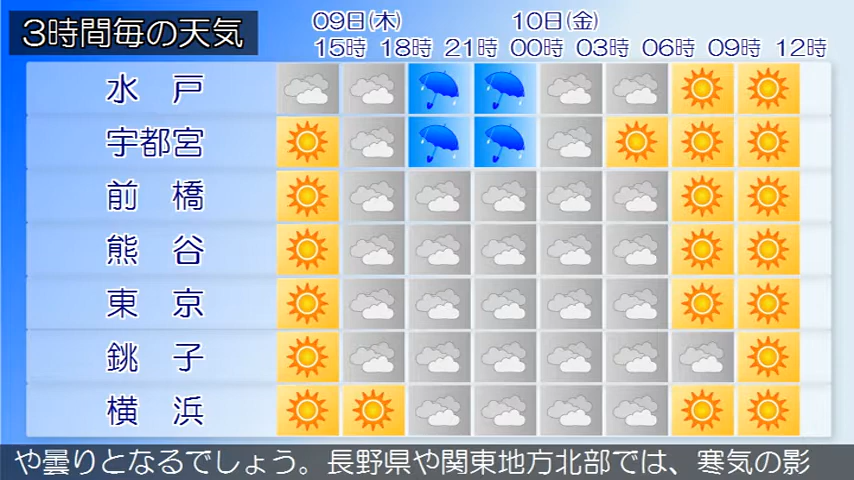 3時間毎の天気
09日(木) 10日(金)
15時 18時 21時 00時 03時 06時 09時 12時
水戸
宇都宮
前橋
熊谷
東京
銚子
横浜
や曇りとなるでしょう。長野県や関東地方北部では、寒気の影